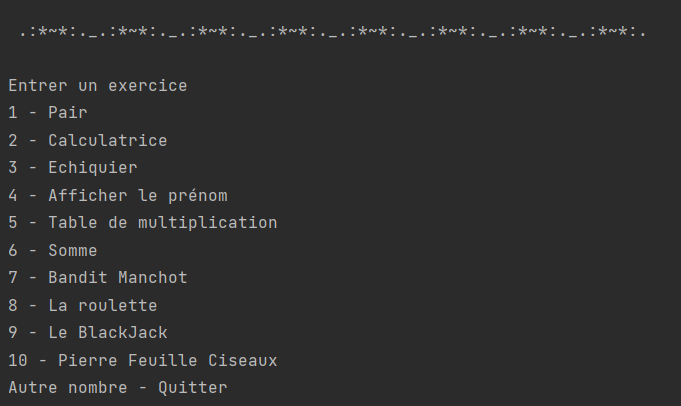 .:*~*:._.:*~*:._.:*~*:._.:*~*:._.:*~*:._.:*~*:._.:*~*:._.:*~*:.
Entrer un exercice
1 - Pair
2 - Calculatrice
3 - Echiquier
4 - Afficher le prénom
5 - Table de multiplication
6 - Somme
7 - Bandit Manchot
8 - La roulette
9 - Le BlackJack
10 - Pierre Feuille Ciseaux
Autre nombre - Quitter